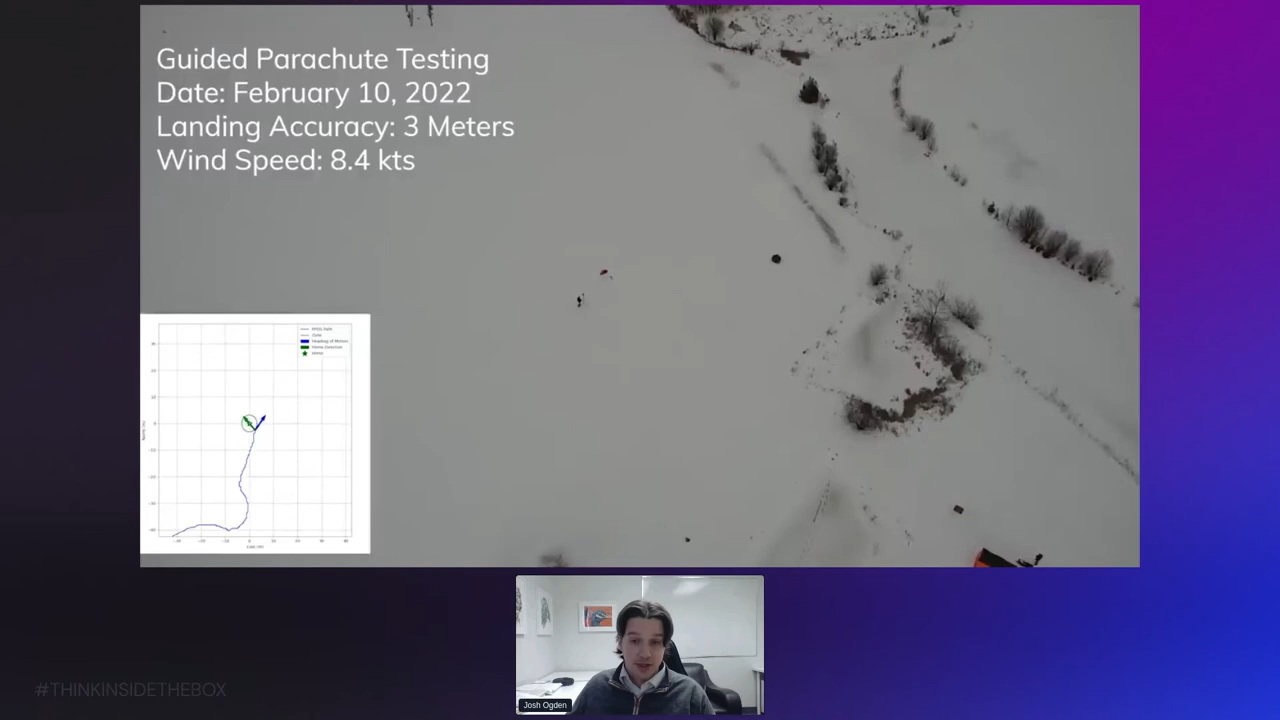 Guided Parachute Testing
Date: February 10, 2022
Landing Accuracy: 3 Meters
Wind Speed: 8.4 kts
Josh Ogden
#THINKINSIDETHEBOX